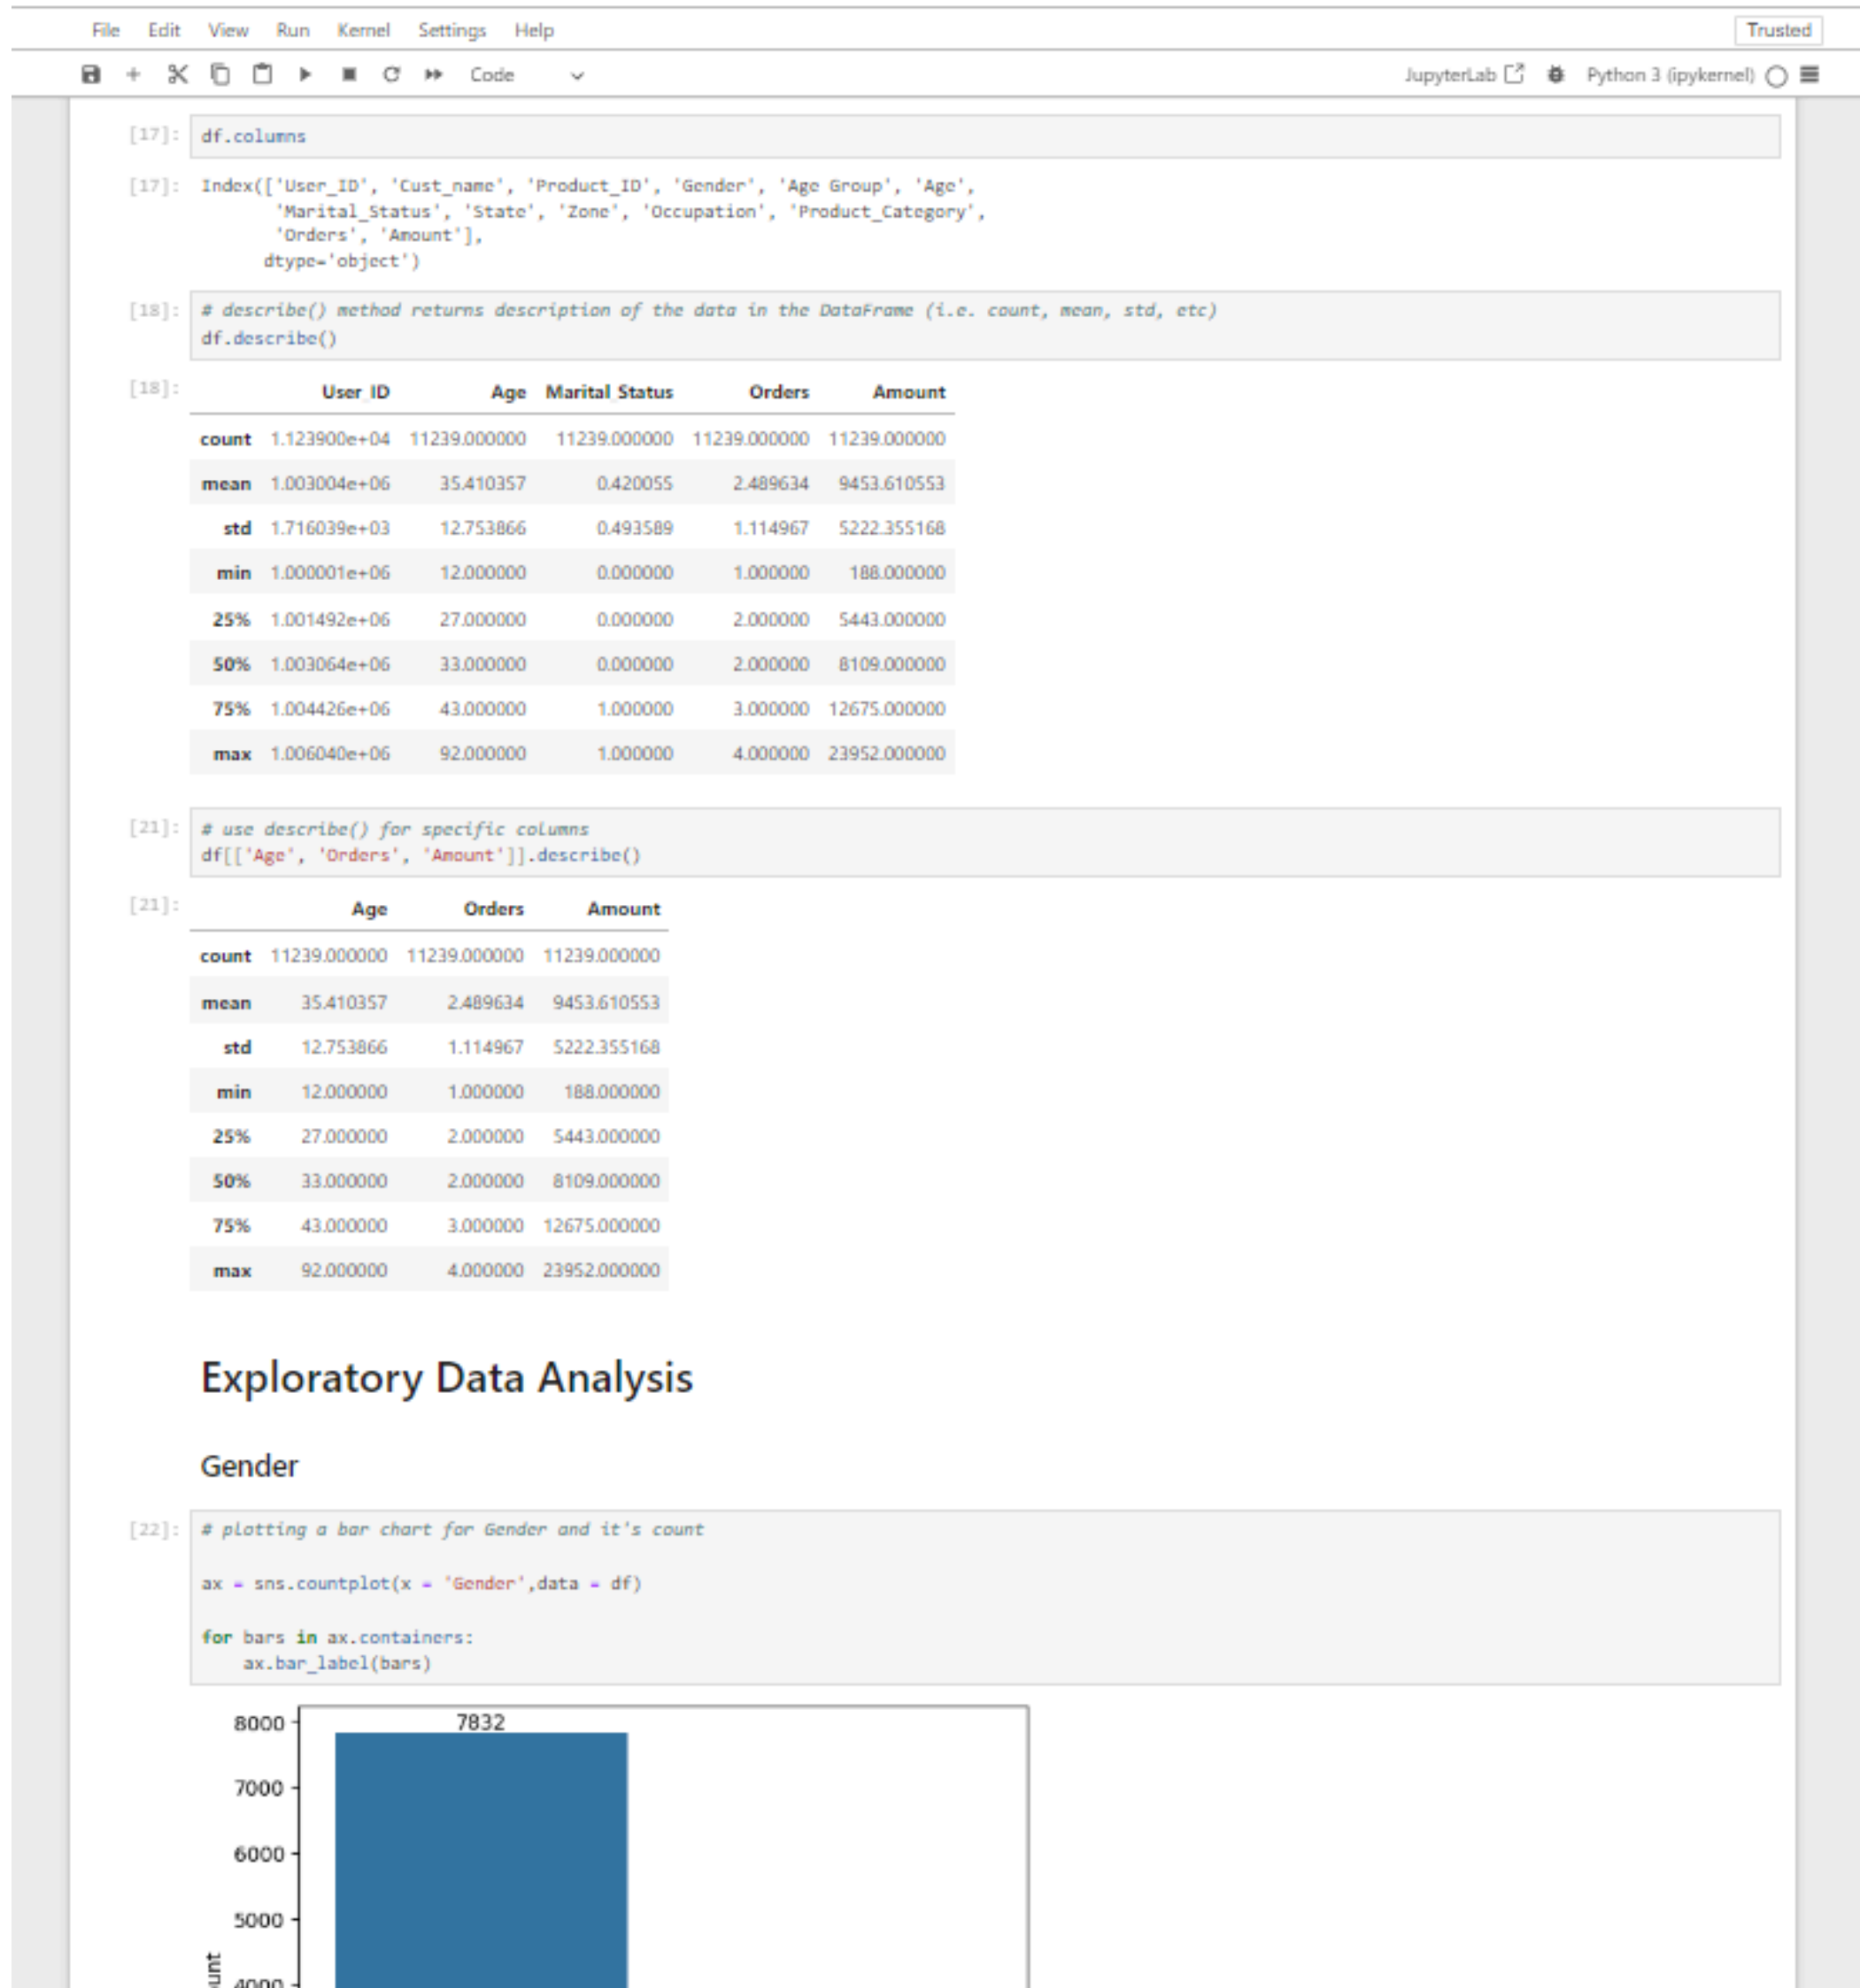 File Edit View Run Kernel Settings Help Trusted
Code JupyterLab Python 3 (ipykernel)
[17]: df.columns
[17]: Index(['User_ID', 'Cust_name', 'Product_ID', 'Gender', 'Age Group', 'Age',
'Marital_Status', 'State', 'Zone', 'Occupation', 'Product_Category',
'Orders', 'Amount'],
dtype='object')
[18]: # describe() method returns description of the data in the DataFrame (i.e. count, mean, std, etc)
df.describe()
[18]: User_ID Age Marital_Status Orders Amount
count 1.123900e+04 11239.000000 11239.000000 11239.000000 11239.000000
mean 1.003004e+06 35.410357 0.420055 2.489634 9453.610553
std 1.716039e+03 12.753866 0.493589 1.114967 5222.355168
min 1.000001e+06 12.000000 0.000000 1.000000 188.000000
25% 1.001492e+06 27.000000 0.000000 2.000000 5443.000000
50% 1.003064e+06 33.000000 0.000000 2.000000 8109.000000
75% 1.004426e+06 43.000000 1.000000 3.000000 12675.000000
max 1.006040e+06 92.000000 1.000000 4.000000 23952.000000
[21]: # use describe() for specific columns
df[['Age', 'Orders', 'Amount']].describe()
[21]: Age Orders Amount
count 11239.000000 11239.000000 11239.000000
mean 35.410357 2.489634 9453.610553
std 12.753866 1.114967 5222.355168
min 12.000000 1.000000 188.000000
25% 27.000000 2.000000 5443.000000
50% 33.000000 2.000000 8109.000000
75% 43.000000 3.000000 12675.000000
max 92.000000 4.000000 23952.000000
Exploratory Data Analysis
Gender
[22]: # plotting a bar chart for Gender and it's count
ax = sns.countplot(x = 'Gender',data = df)
for bars in ax.containers:
ax.bar_label(bars)
8000 7832
7000
6000
5000
4000